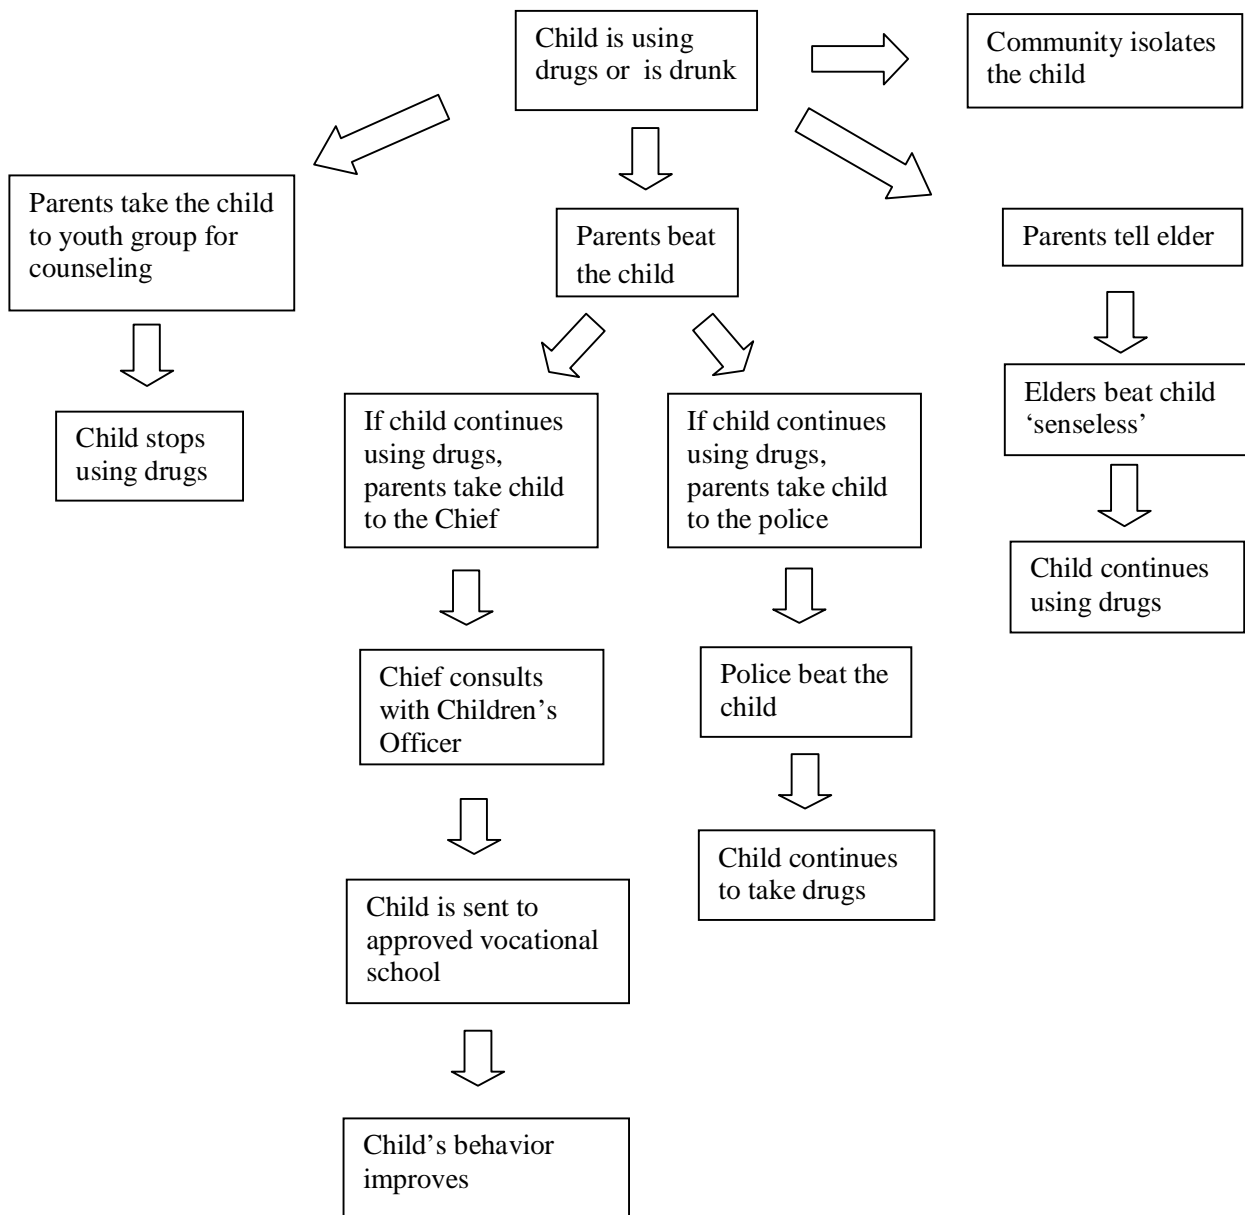 Child is using
drugs or is drunk
Community isolates
the child
Parents take the child
to youth group for
counseling
Parents beat
the child
Parents tell elder
Child stops
using drugs
If child continues
using drugs,
parents take child
to the Chief
If child continues
using drugs,
parents take child
to the police
Elders beat child
‘senseless’
Child continues
using drugs
Chief consults
with Children’s
Officer
Police beat the
child
Child is sent to
approved vocational
school
Child continues
to take drugs
Child’s behavior
improves